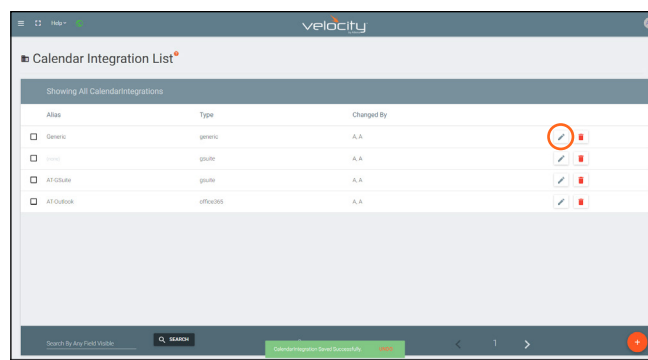 Help
velocity
Calendar Integration List
Showing All CalendarIntegrations
Alias Type Changed By
Generic generic A, A
gsuite A, A
AT-GSuite gsuite A, A
AT-Outlook office365 A, A
Search By Any Field Visible SEARCH CalendarIntegration Saved Successfully. 1